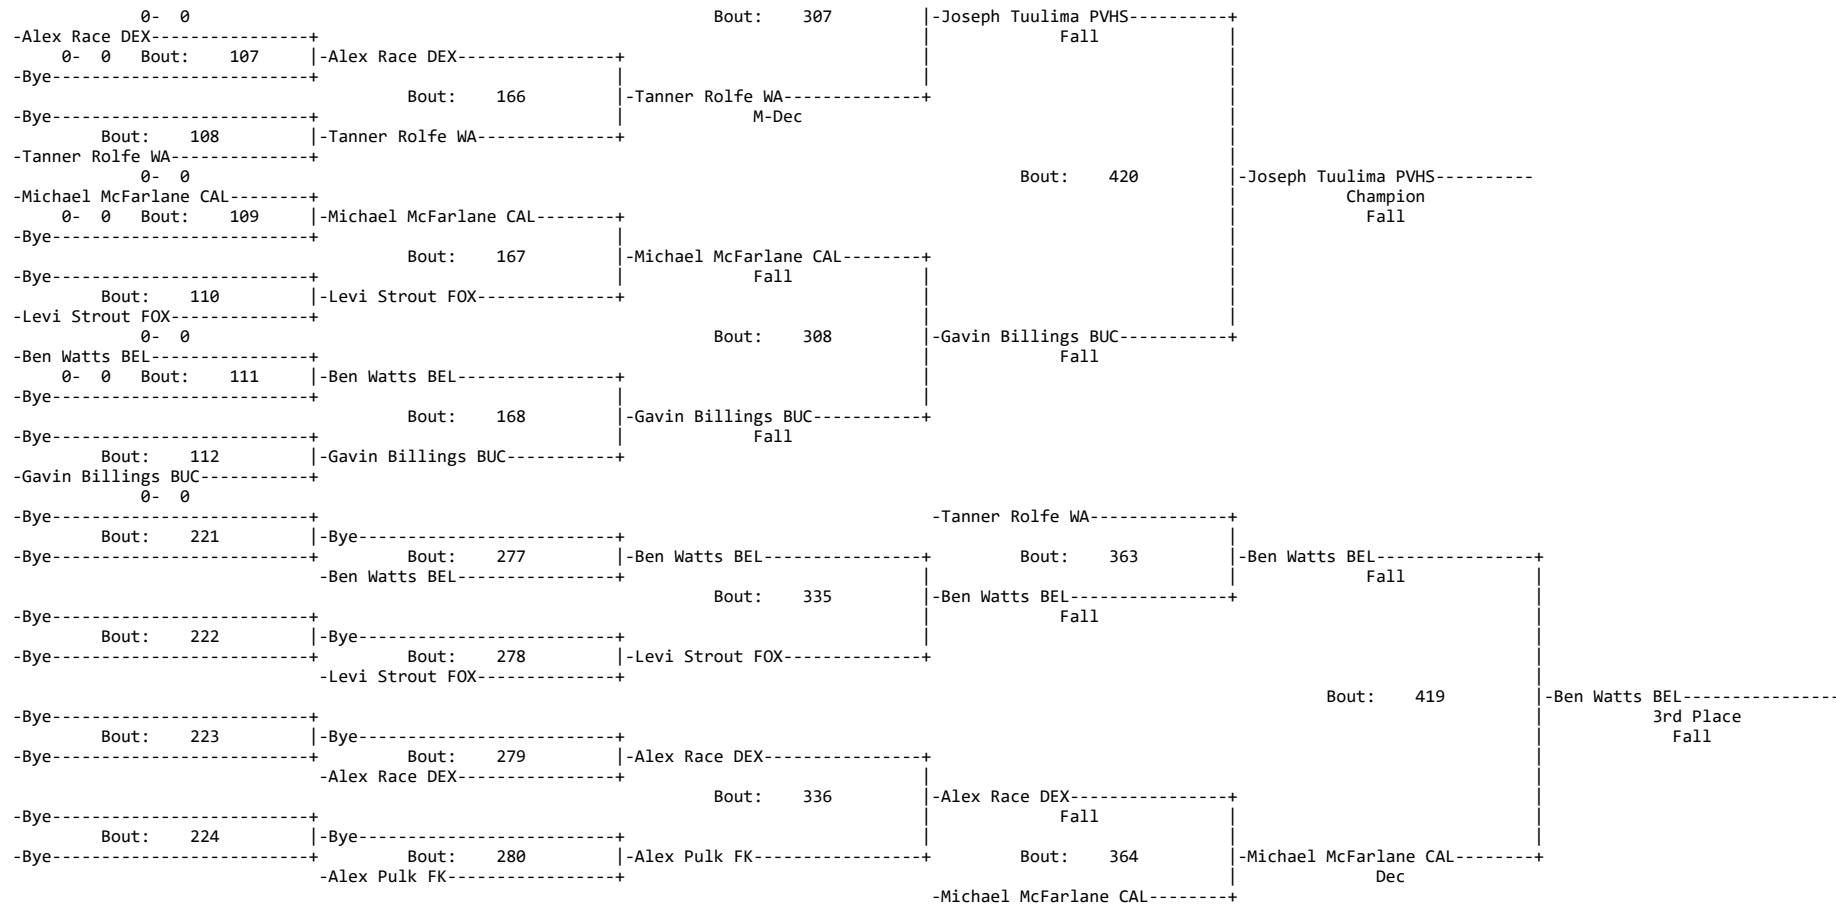 0- 0 Bout: 307 |-Joseph Tuulima PVHS----------+
-Alex Race DEX----------------+ | Fall |
0- 0 Bout: 107 |-Alex Race DEX----------------+ | |
-Bye--------------------------+ | | |
Bout: 166 |-Tanner Rolfe WA--------------+ |
-Bye--------------------------+ | M-Dec |
Bout: 108 |-Tanner Rolfe WA--------------+ |
-Tanner Rolfe WA--------------+ |
0- 0 Bout: 420 |-Joseph Tuulima PVHS----------
-Michael McFarlane CAL--------+ | Champion
0- 0 Bout: 109 |-Michael McFarlane CAL--------+ | Fall
-Bye--------------------------+ | |
Bout: 167 |-Michael McFarlane CAL--------+ |
-Bye--------------------------+ | Fall | |
Bout: 110 |-Levi Strout FOX--------------+ | |
-Levi Strout FOX--------------+ | |
0- 0 Bout: 308 |-Gavin Billings BUC-----------+
-Ben Watts BEL----------------+ | Fall
0- 0 Bout: 111 |-Ben Watts BEL----------------+ |
-Bye--------------------------+ | |
Bout: 168 |-Gavin Billings BUC-----------+
-Bye--------------------------+ | Fall
Bout: 112 |-Gavin Billings BUC-----------+
-Gavin Billings BUC-----------+
0- 0
-Bye--------------------------+ -Tanner Rolfe WA--------------+
Bout: 221 |-Bye--------------------------+ |
-Bye--------------------------+ Bout: 277 |-Ben Watts BEL----------------+ Bout: 363 |-Ben Watts BEL----------------+
-Ben Watts BEL----------------+ | | Fall |
Bout: 335 |-Ben Watts BEL----------------+ |
-Bye--------------------------+ | Fall |
Bout: 222 |-Bye--------------------------+ | |
-Bye--------------------------+ Bout: 278 |-Levi Strout FOX--------------+ |
-Levi Strout FOX--------------+ |
Bout: 419 |-Ben Watts BEL----------------
-Bye--------------------------+ | 3rd Place
Bout: 223 |-Bye--------------------------+ | Fall
-Bye--------------------------+ Bout: 279 |-Alex Race DEX----------------+ |
-Alex Race DEX----------------+ | |
Bout: 336 |-Alex Race DEX----------------+ |
-Bye--------------------------+ | Fall | |
Bout: 224 |-Bye--------------------------+ | | |
-Bye--------------------------+ Bout: 280 |-Alex Pulk FK-----------------+ Bout: 364 |-Michael McFarlane CAL--------+
-Alex Pulk FK-----------------+ | Dec
-Michael McFarlane CAL--------+